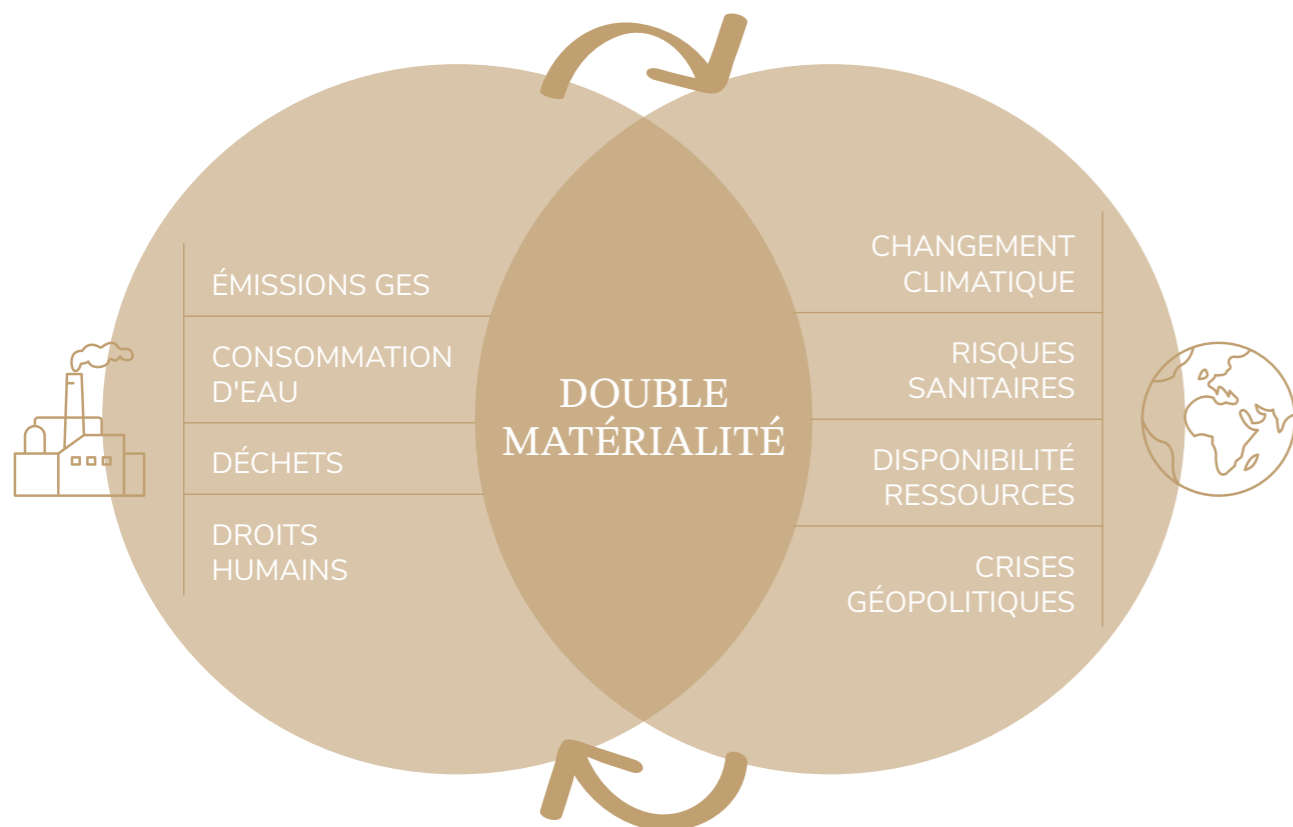 ÉMISSIONS GES
CONSOMMATION
D'EAU
DÉCHETS
DROITS
HUMAINS
DOUBLE
MATÉRIALITÉ
CHANGEMENT
CLIMATIQUE
RISQUES
SANITAIRES
DISPONIBILITÉ
RESSOURCES
CRISES
GÉOPOLITIQUES